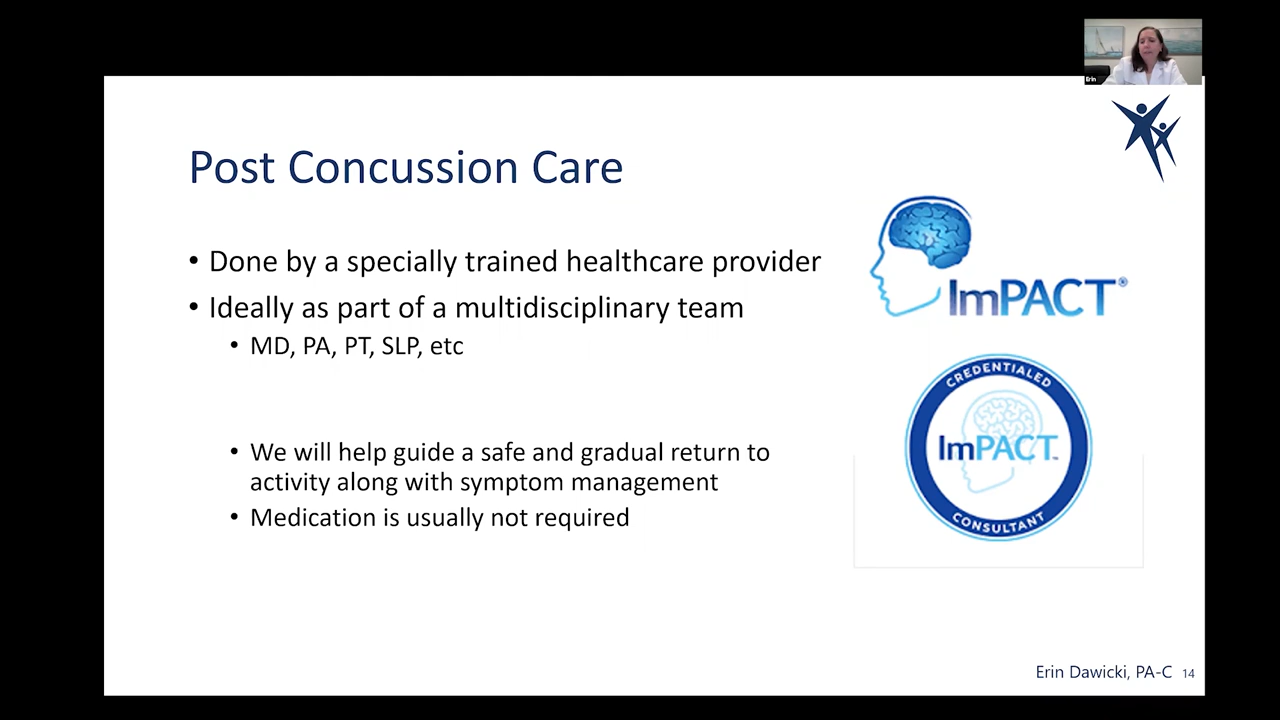 Erin
Post Concussion Care
• Done by a specially trained healthcare provider
• Ideally as part of a multidisciplinary team
• MD, PA, PT, SLP, etc
• We will help guide a safe and gradual return to
activity along with symptom management
• Medication is usually not required
ImPACT®
CREDENTIALED
ImPACT™
CONSULTANT
Erin Dawicki, PA-C 14